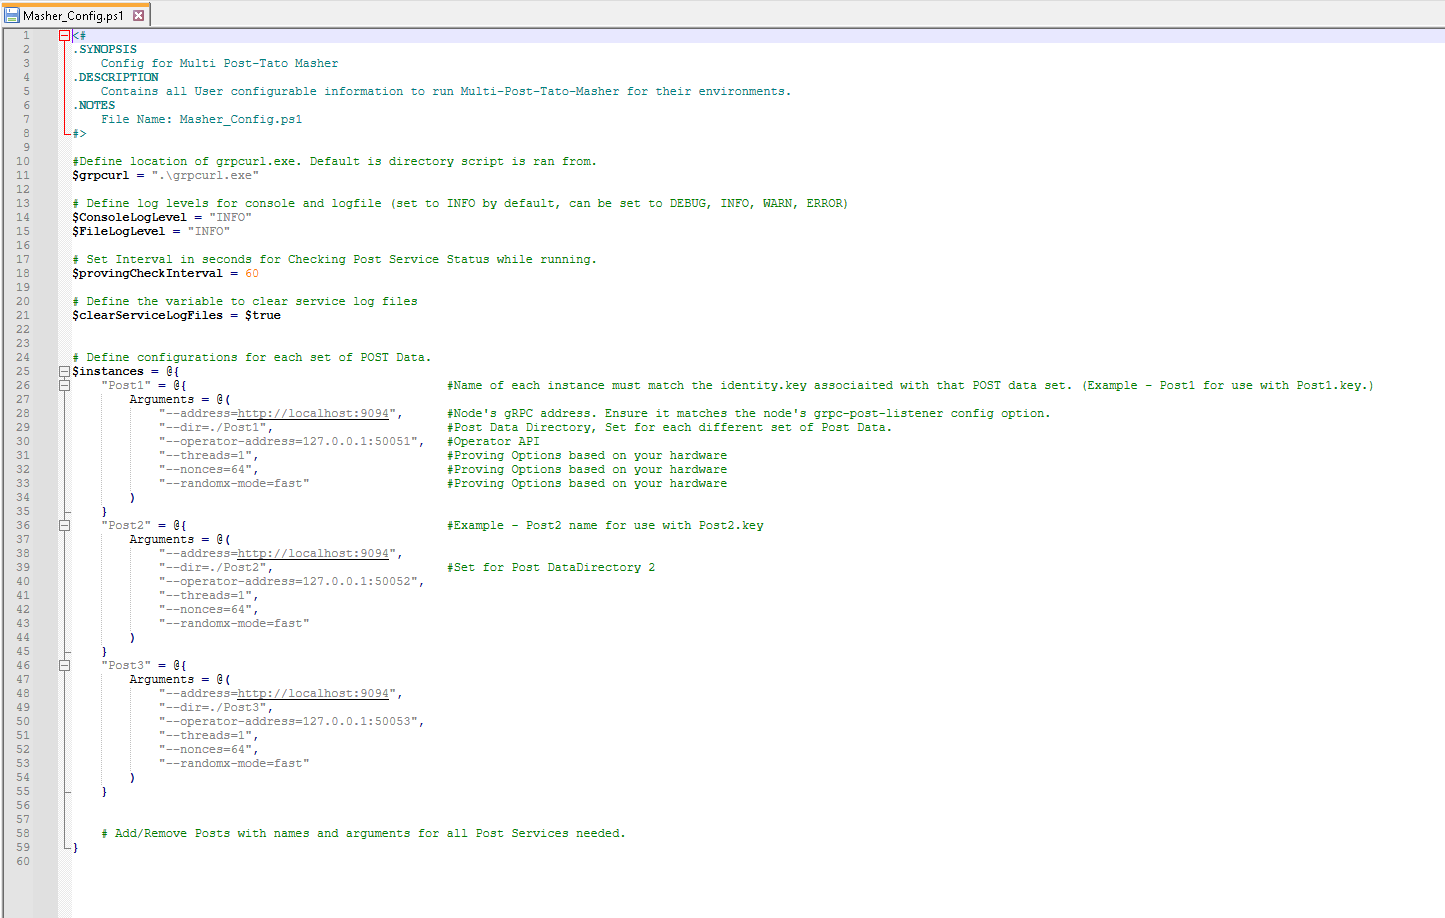 Masher_Config.ps1
1 <#
2 .SYNOPSIS
3     Config for Multi Post-Tato Masher
4 .DESCRIPTION
5     Contains all User configurable information to run Multi-Post-Tato-Masher for their environments.
6 .NOTES
7     File Name: Masher_Config.ps1
8 #>
9
10 #Define location of grpcurl.exe. Default is directory script is ran from.
11 $grpcurl = ".\grpcurl.exe"
12
13 # Define log levels for console and logfile (set to INFO by default, can be set to DEBUG, INFO, WARN, ERROR)
14 $ConsoleLogLevel = "INFO"
15 $FileLogLevel = "INFO"
16
17 # Set Interval in seconds for Checking Post Service Status while running.
18 $provingCheckInterval = 60
19
20 # Define the variable to clear service log files
21 $clearServiceLogFiles = $true
22
23
24 # Define configurations for each set of POST Data.
25 $instances = @{
26     "Post1" = @{ #Name of each instance must match the identity.key associaited with that POST data set. (Example - Post1 for use with Post1.key.)
27         Arguments = @(
28             "--address=http://localhost:9094", #Node's gRPC address. Ensure it matches the node's grpc-post-listener config option.
29             "--dir=./Post1", #Post Data Directory, Set for each different set of Post Data.
30             "--operator-address=127.0.0.1:50051", #Operator API
31             "--threads=1", #Proving Options based on your hardware
32             "--nonces=64", #Proving Options based on your hardware
33             "--randomx-mode=fast" #Proving Options based on your hardware
34         )
35     }
36     "Post2" = @{ #Example - Post2 name for use with Post2.key
37         Arguments = @(
38             "--address=http://localhost:9094",
39             "--dir=./Post2", #Set for Post DataDirectory 2
40             "--operator-address=127.0.0.1:50052",
41             "--threads=1",
42             "--nonces=64",
43             "--randomx-mode=fast"
44         )
45     }
46     "Post3" = @{
47         Arguments = @(
48             "--address=http://localhost:9094",
49             "--dir=./Post3",
50             "--operator-address=127.0.0.1:50053",
51             "--threads=1",
52             "--nonces=64",
53             "--randomx-mode=fast"
54         )
55     }
56
57
58     # Add/Remove Posts with names and arguments for all Post Services needed.
59 }
60